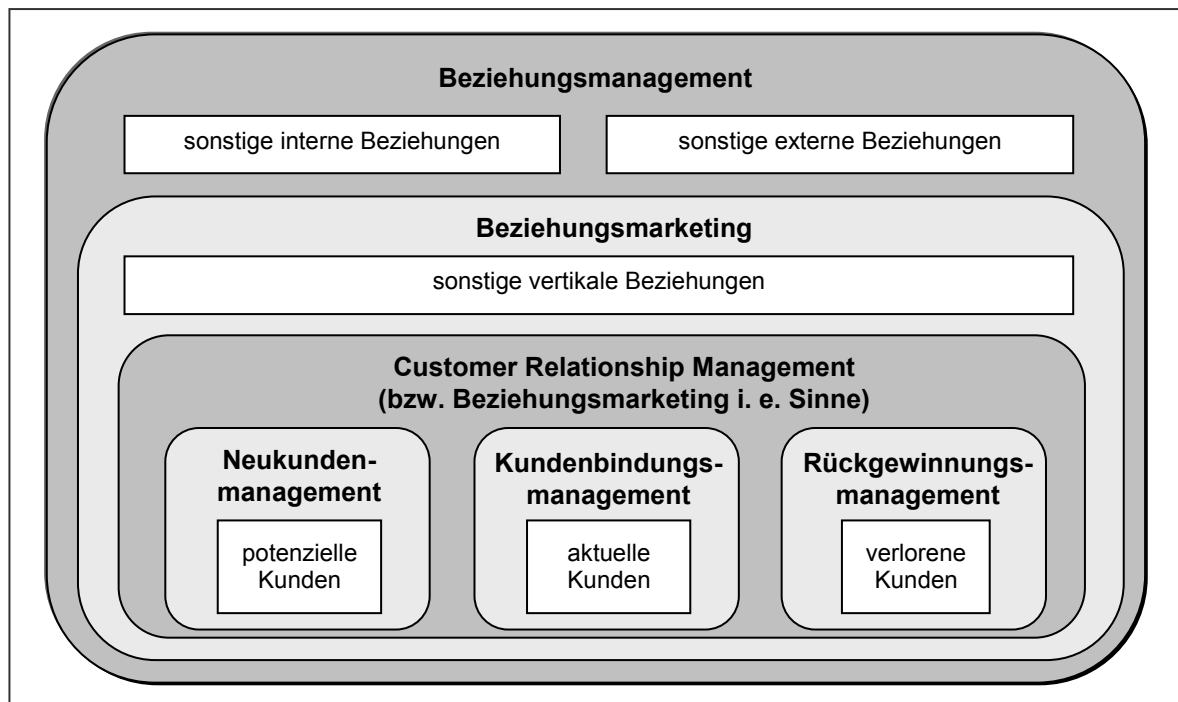 Beziehungsmanagement
sonstige interne Beziehungen
sonstige externe Beziehungen
Beziehungsmarketing
sonstige vertikale Beziehungen
Customer Relationship Management
(bzw. Beziehungsmarketing i. e. Sinne)
Neukunden-
management
potenzielle
Kunden
Kundenbindungs-
management
aktuelle
Kunden
Rückgewinnungs-
management
verlorene
Kunden